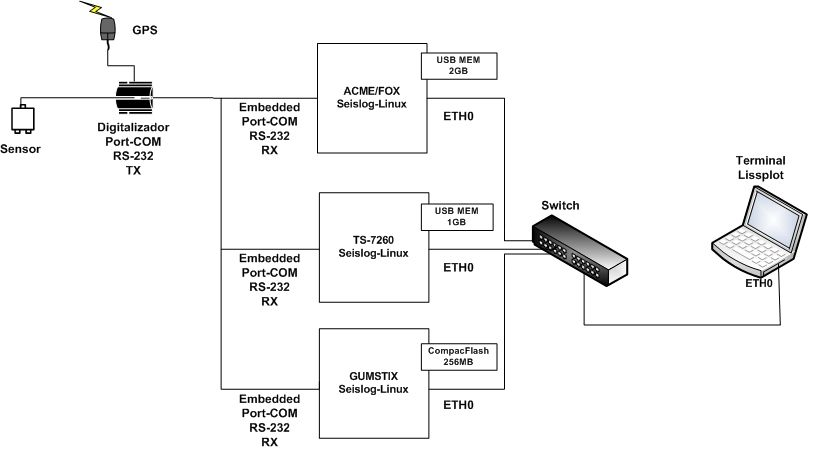 GPS
Sensor
Digitalizador
Port-COM
RS-232
TX
Embedded
Port-COM
RS-232
RX
ACME/FOX
Seislog-Linux
USB MEM
2GB
ETH0
Embedded
Port-COM
RS-232
RX
TS-7260
Seislog-Linux
USB MEM
1GB
ETH0
Embedded
Port-COM
RS-232
RX
GUMSTIX
Seislog-Linux
CompacFlash
256MB
ETH0
Switch
Terminal
Lissplot
ETH0